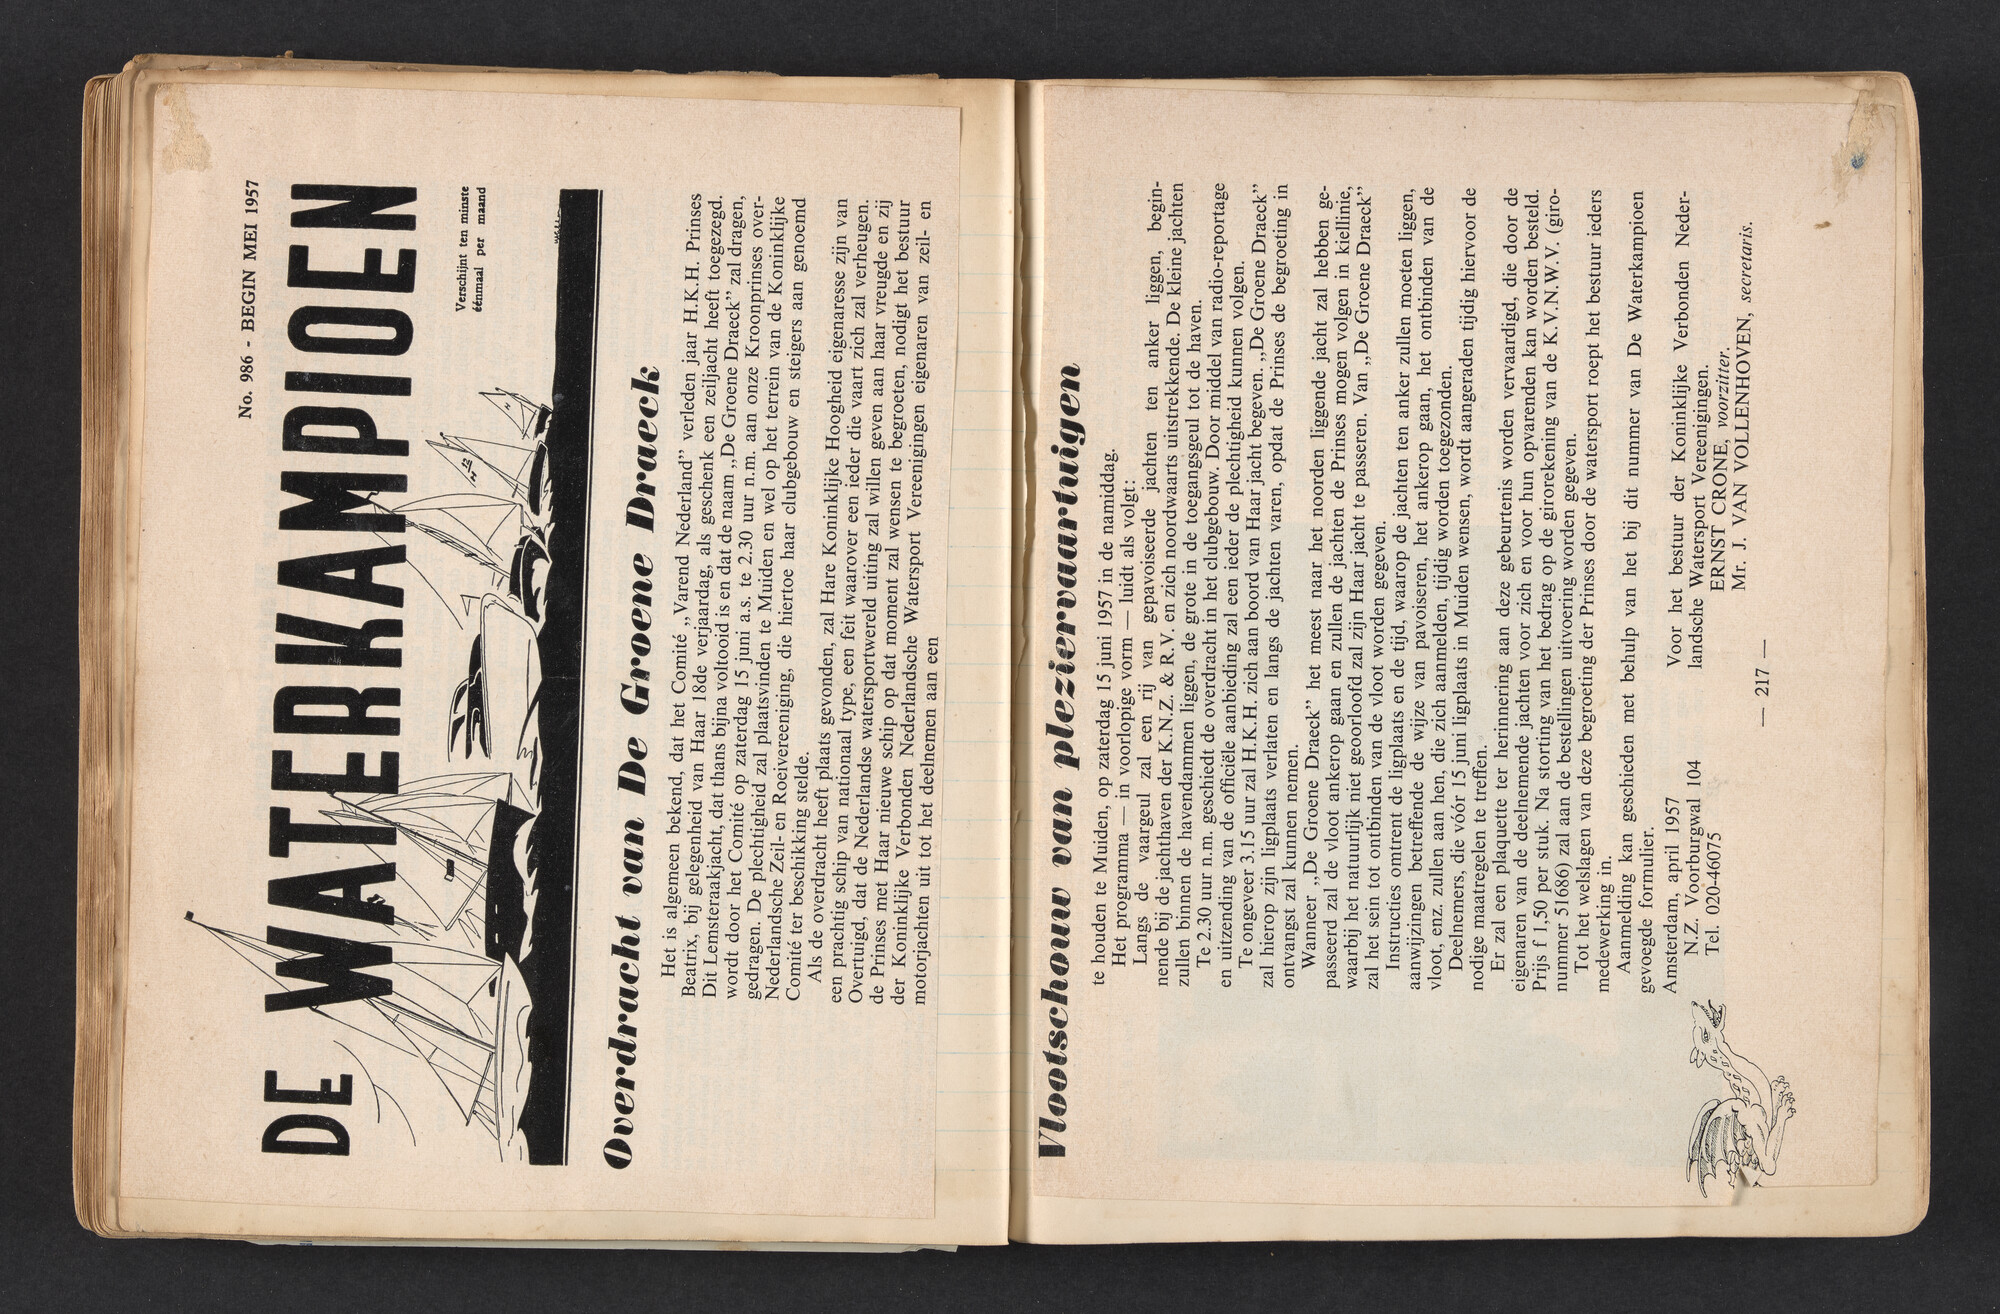 No. 986 - BEGIN MEI 1957
DE WATERKAMPIOEN
Verschijnt ten minste
éénmaal per maand
Overdracht van De Groene Draeck
Het is algemeen bekend, dat het Comité „Varend Nederland” verleden jaar H.K.H. Prinses
Beatrix, bij gelegenheid van Haar 18de verjaardag, als geschenk een zeiljacht heeft toegezegd.
Dit Lemsteraakjacht, dat thans bijna voltooid is en dat de naam „De Groene Draeck” zal dragen,
wordt door het Comité op zaterdag 15 juni a.s. te 2.30 uur n.m. aan onze Kroonprinses over-
gedragen. De plechtigheid zal plaatsvinden te Muiden en wel op het terrein van de Koninklijke
Nederlandsche Zeil- en Roeivereeniging, die hiertoe haar clubgebouw en steigers aan genoemd
Comité ter beschikking stelde.
Als de overdracht heeft plaats gevonden, zal Hare Koninklijke Hoogheid eigenaresse zijn van
een prachtig schip van nationaal type, een feit waarover een ieder die vaart zich zal verheugen.
Overtuigd, dat de Nederlandse watersportwereld uiting zal willen geven aan haar vreugde en zij
de Prinses met Haar nieuwe schip op dat moment zal wensen te begroeten, nodigt het bestuur
der Koninklijke Verbonden Nederlandsche Watersport Vereenigingen eigenaren van zeil- en
motorjachten uit tot het deelnemen aan een
Vlootschouw van pleziervaartuigen
te houden te Muiden, op zaterdag 15 juni 1957 in de namiddag.
Het programma — in voorlopige vorm — luidt als volgt:
Langs de vaargeul zal een rij van gepavoiseerde jachten ten anker liggen, begin-
nende bij de jachthaven der K.N.Z. & R.V. en zich noordwaarts uitstrekkende. De kleine jachten
zullen binnen de havendammen liggen, de grote in de toegangsgeul tot de haven.
Te 2.30 uur n.m. geschiedt de overdracht in het clubgebouw. Door middel van radio-reportage
en uitzending van de officiële aanbieding zal een ieder de plechtigheid kunnen volgen.
Te ongeveer 3.15 uur zal H.K.H. zich aan boord van Haar jacht begeven. „De Groene Draeck”
zal hierop zijn ligplaats verlaten en langs de jachten varen, opdat de Prinses de begroeting in
ontvangst zal kunnen nemen.
Wanneer „De Groene Draeck” het meest naar het noorden liggende jacht zal hebben ge-
passeerd zal de vloot ankerop gaan en zullen de jachten de Prinses mogen volgen in kiellinie,
waarbij het natuurlijk niet geoorloofd zal zijn Haar jacht te passeren. Van „De Groene Draeck”
zal het sein tot ontbinden van de vloot worden gegeven.
Instructies omtrent de ligplaats en de tijd, waarop de jachten ten anker zullen moeten liggen,
aanwijzingen betreffende de wijze van pavoiseren, het ankerop gaan, het ontbinden van de
vloot, enz. zullen aan hen, die zich aanmelden, tijdig worden toegezonden.
Deelnemers, die vóór 15 juni ligplaats in Muiden wensen, wordt aangeraden tijdig hiervoor de
nodige maatregelen te treffen.
Er zal een plaquette ter herinnering aan deze gebeurtenis worden vervaardigd, die door de
eigenaren van de deelnemende jachten voor zich en voor hun opvarenden kan worden besteld.
Prijs f 1,50 per stuk. Na storting van het bedrag op de girorekening van de K.V.N.W.V. (giro-
nummer 51686) zal aan de bestellingen uitvoering worden gegeven.
Tot het welslagen van deze begroeting der Prinses door de watersport roept het bestuur ieders
medewerking in.
Aanmelding kan geschieden met behulp van het bij dit nummer van De Waterkampioen
gevoegde formulier.
Amsterdam, april 1957
N.Z. Voorburgwal 104
Tel. 020-46075
Voor het bestuur der Koninklijke Verbonden Neder-
landsche Watersport Vereenigingen.
ERNST CRONE, voorzitter.
Mr. J. VAN VOLLENHOVEN, secretaris.
— 217 —